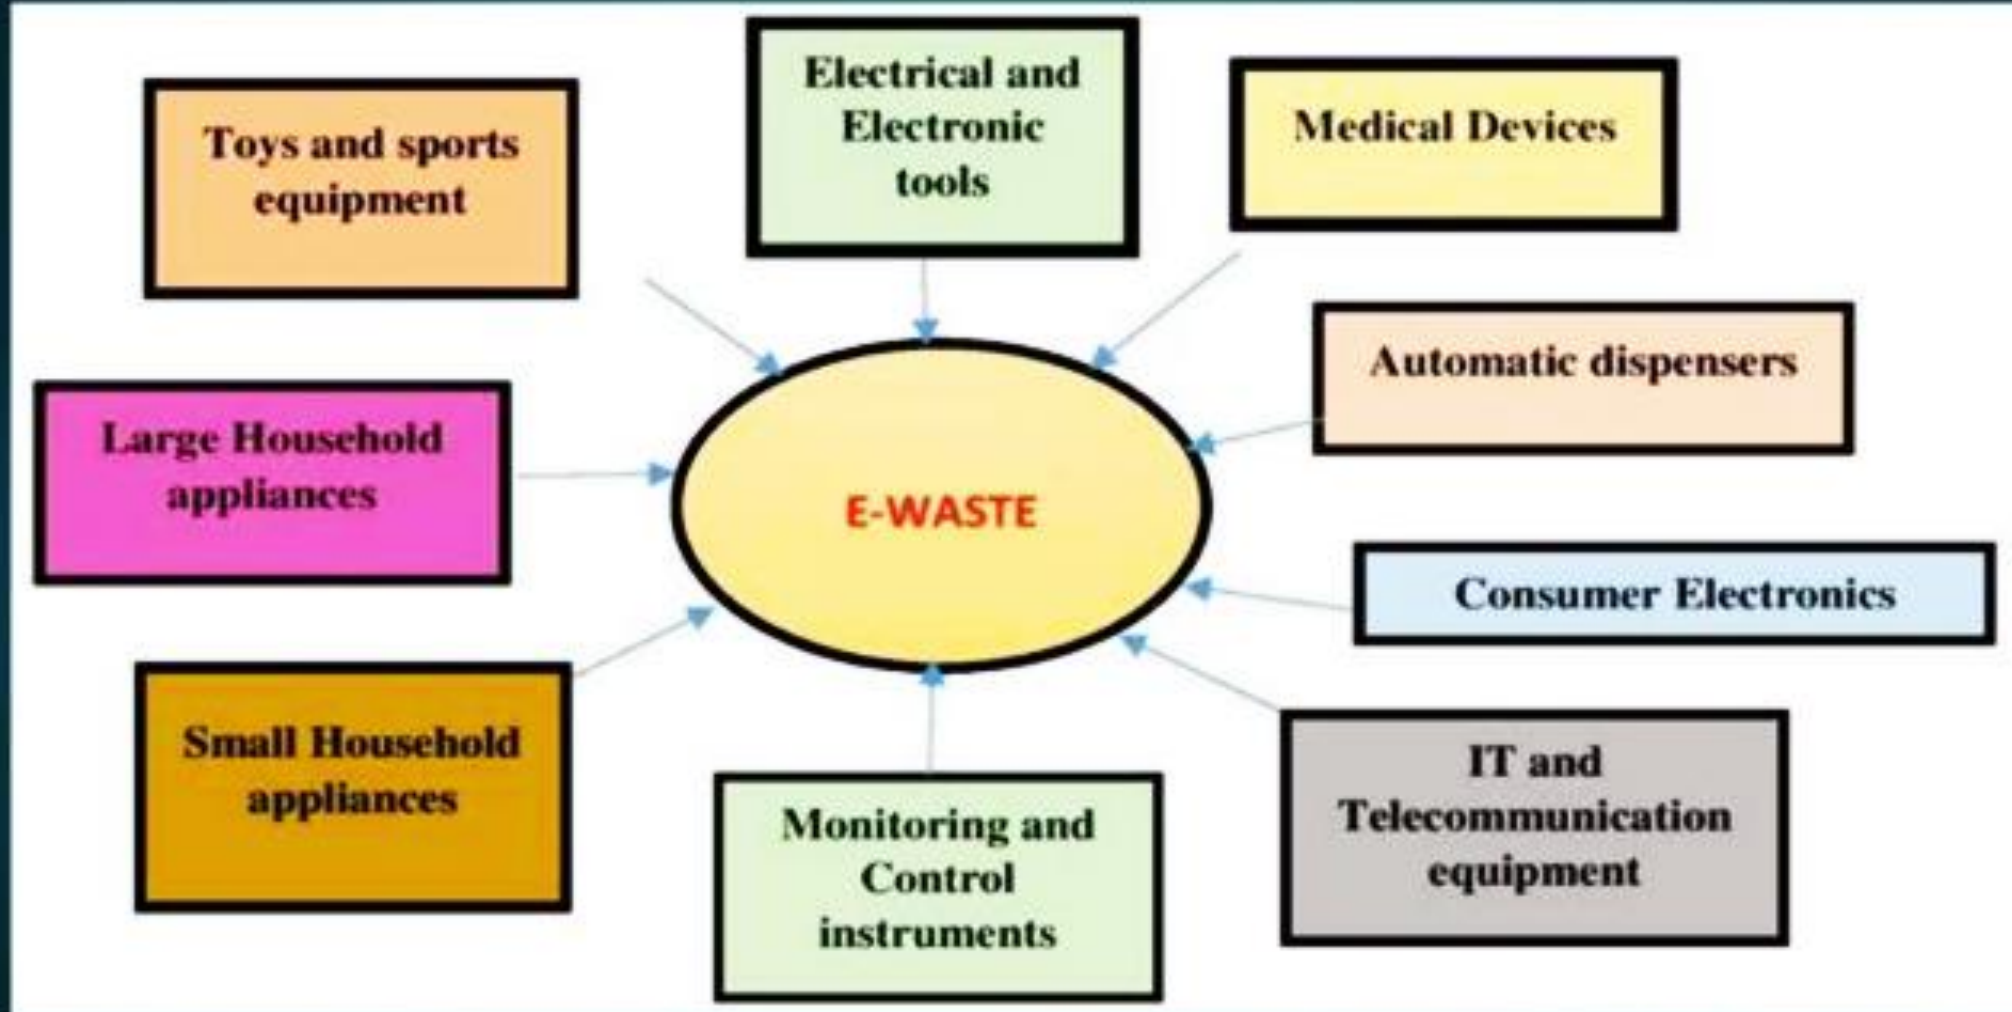 Electrical and
Electronic
tools
Medical Devices
Toys and sports
equipment
Automatic dispensers
Large Household
appliances
E-WASTE
Consumer Electronics
Small Household
appliances
IT and
Telecommunication
equipment
Monitoring and
Control
instruments